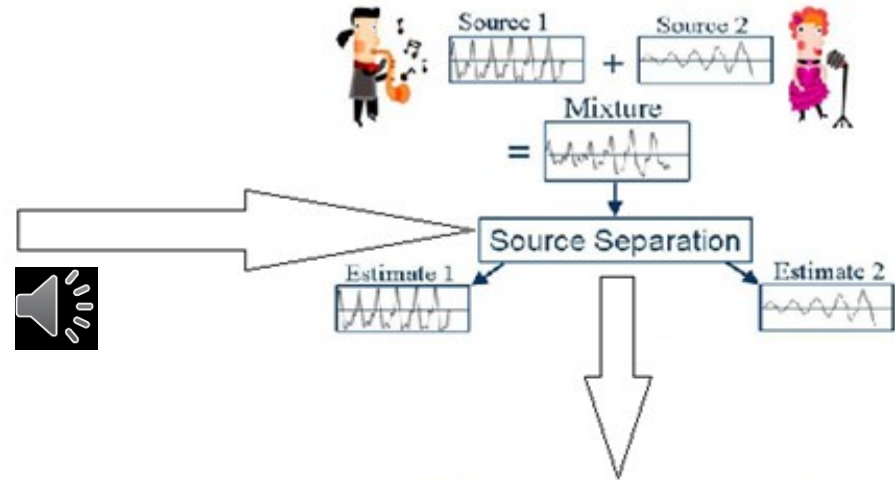 Source 1
+
Source 2
Mixture
=
Source Separation
Estimate 1
Estimate 2